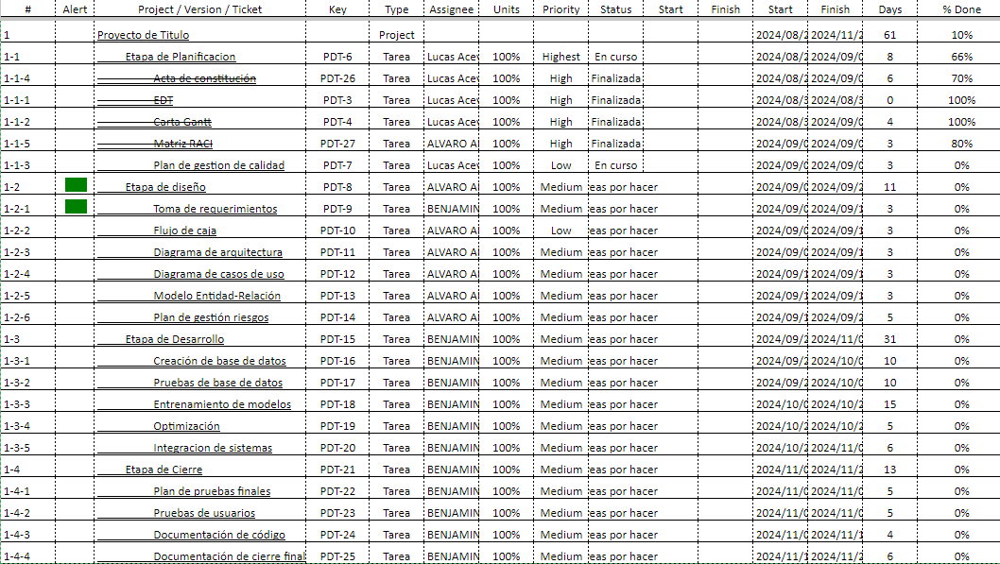 # Alert Project / Version / Ticket Key Type Assignee Units Priority Status Start Finish Start Finish Days % Done
1 Proyecto de Titulo Project 2024/08/2 2024/11/2 61 10%
1-1 Etapa de Planificacion PDT-6 Tarea Lucas Acev 100% Highest En curso 2024/08/2 2024/09/0 8 66%
1-1-4 Acta de constitución PDT-26 Tarea Lucas Acev 100% High Finalizada 2024/08/2 2024/09/0 6 70%
1-1-1 EDT PDT-3 Tarea Lucas Acev 100% High Finalizada 2024/08/3 2024/08/3 0 100%
1-1-2 Carta Gantt PDT-4 Tarea Lucas Acev 100% High Finalizada 2024/08/3 2024/09/0 4 100%
1-1-5 Matriz RACI PDT-27 Tarea ALVARO A 100% High Finalizada 2024/09/0 2024/09/0 3 80%
1-1-3 Plan de gestion de calidad PDT-7 Tarea Lucas Acev 100% Low En curso 2024/09/0 2024/09/0 3 0%
1-2 Etapa de diseño PDT-8 Tarea ALVARO A 100% Medium eas por hacer 2024/09/0 2024/09/2 11 0%
1-2-1 Toma de requerimientos PDT-9 Tarea BENJAMIN 100% Medium eas por hacer 2024/09/0 2024/09/1 3 0%
1-2-2 Flujo de caja PDT-10 Tarea ALVARO A 100% Low eas por hacer 2024/09/0 2024/09/1 3 0%
1-2-3 Diagrama de arquitectura PDT-11 Tarea ALVARO A 100% Medium eas por hacer 2024/09/0 2024/09/1 3 0%
1-2-4 Diagrama de casos de uso PDT-12 Tarea ALVARO A 100% Medium eas por hacer 2024/09/1 2024/09/1 3 0%
1-2-5 Modelo Entidad-Relación PDT-13 Tarea ALVARO A 100% Medium eas por hacer 2024/09/1 2024/09/1 3 0%
1-2-6 Plan de gestión riesgos PDT-14 Tarea ALVARO A 100% Medium eas por hacer 2024/09/1 2024/09/2 5 0%
1-3 Etapa de Desarrollo PDT-15 Tarea BENJAMIN 100% Medium eas por hacer 2024/09/2 2024/11/0 31 0%
1-3-1 Creación de base de datos PDT-16 Tarea BENJAMIN 100% Medium eas por hacer 2024/09/2 2024/10/0 10 0%
1-3-2 Pruebas de base de datos PDT-17 Tarea BENJAMIN 100% Medium eas por hacer 2024/09/2 2024/10/0 10 0%
1-3-3 Entrenamiento de modelos PDT-18 Tarea BENJAMIN 100% Medium eas por hacer 2024/10/0 2024/10/2 15 0%
1-3-4 Optimización PDT-19 Tarea BENJAMIN 100% Medium eas por hacer 2024/10/2 2024/10/2 5 0%
1-3-5 Integracion de sistemas PDT-20 Tarea BENJAMIN 100% Medium eas por hacer 2024/10/2 2024/11/0 6 0%
1-4 Etapa de Cierre PDT-21 Tarea BENJAMIN 100% Medium eas por hacer 2024/11/0 2024/11/2 13 0%
1-4-1 Plan de pruebas finales PDT-22 Tarea BENJAMIN 100% Medium eas por hacer 2024/11/0 2024/11/0 5 0%
1-4-2 Pruebas de usuarios PDT-23 Tarea BENJAMIN 100% Medium eas por hacer 2024/11/0 2024/11/0 5 0%
1-4-3 Documentación de código PDT-24 Tarea BENJAMIN 100% Medium eas por hacer 2024/11/0 2024/11/1 4 0%
1-4-4 Documentación de cierre final PDT-25 Tarea BENJAMIN 100% Medium eas por hacer 2024/11/1 2024/11/2 6 0%